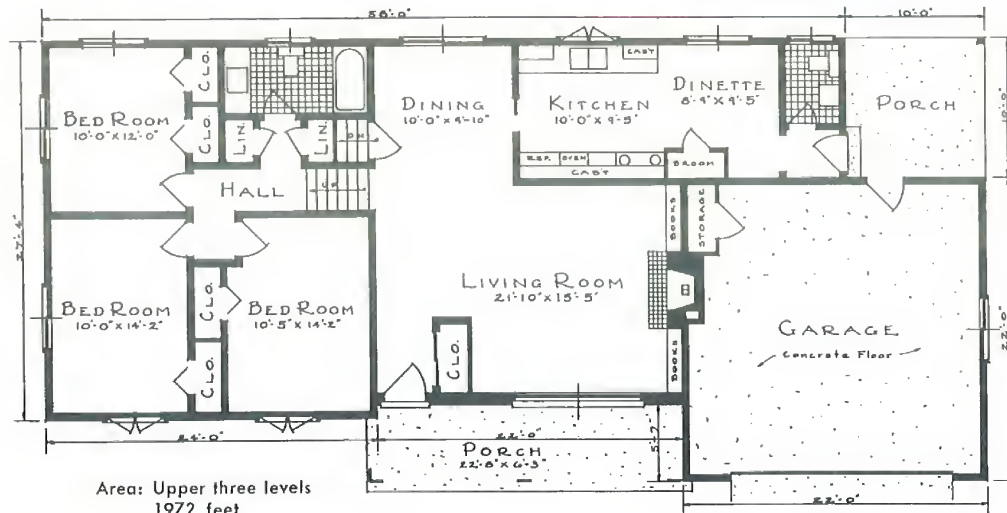 56'-0"
10'-0"
CLO.
CAST
BED ROOM
10'-0" X 12'-0"
DINING
10'-0" X 9'-10"
KITCHEN
10'-0" X 9'-5"
DINETTE
8'-9" X 9'-5"
PORCH
10'-0"
CLO.
LIN.
LIN.
DN.
REF.
OVEN
BROOM
CAST
HALL
UP
27'-4"
BOOKS
STORAGE
LIVING ROOM
21'-10" X 15'-5"
BED ROOM
10'-0" X 14'-2"
CLO.
BED ROOM
10'-5" X 14'-2"
GARAGE
Concrete Floor
22'-0"
CLO.
CLO.
BOOKS
24'-0"
22'-0"
5'-7"
PORCH
22'-8" X 6'-3"
22'-0"
Area: Upper three levels
1972 feet